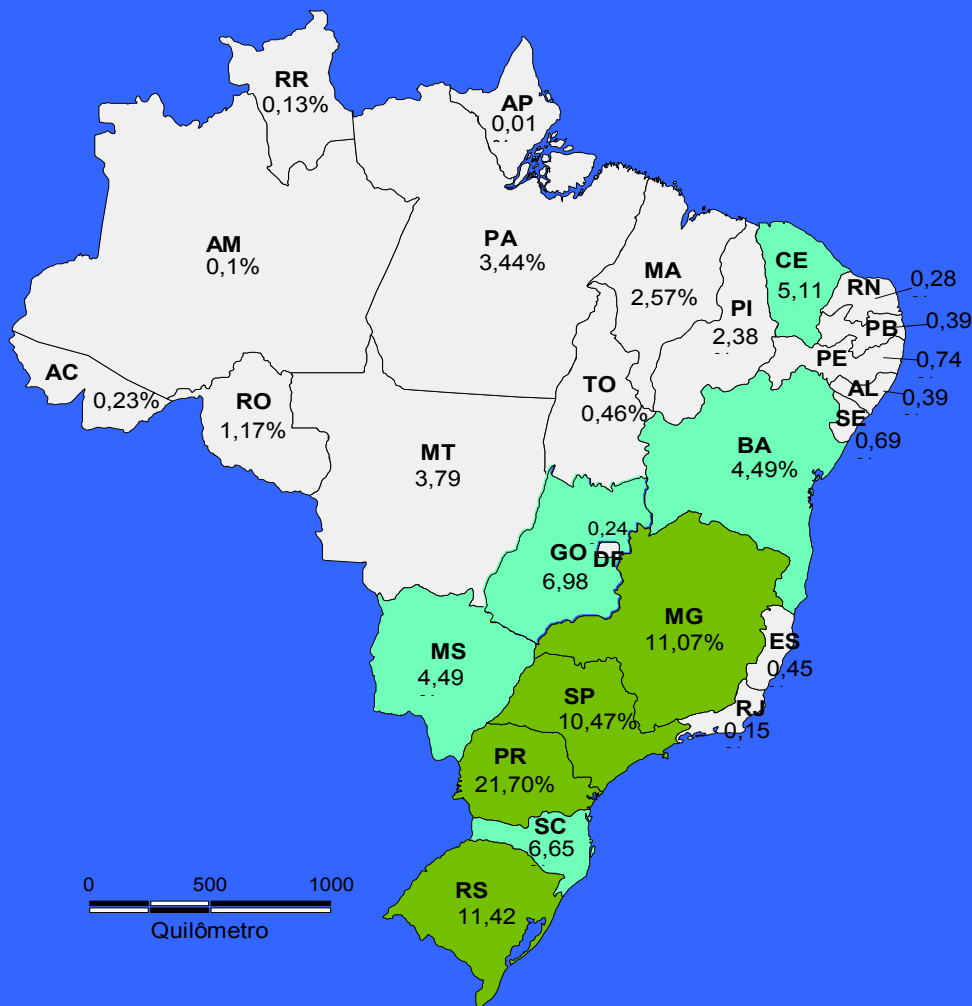 RR
0,13%
AP
0,01
AM
0,1%
PA
3,44%
MA
2,57%
PI
2,38
CE
5,11
RN
0,28
PB
0,39
PE
0,74
AL
0,39
SE
0,69
AC
0,23%
RO
1,17%
TO
0,46%
MT
3,79
BA
4,49%
0,24
GO
DF
6,98
MG
11,07%
ES
0,45
MS
4,49
SP
10,47%
RJ
0,15
PR
21,70%
SC
6,65
RS
11,42
0 500 1000
Quilômetro